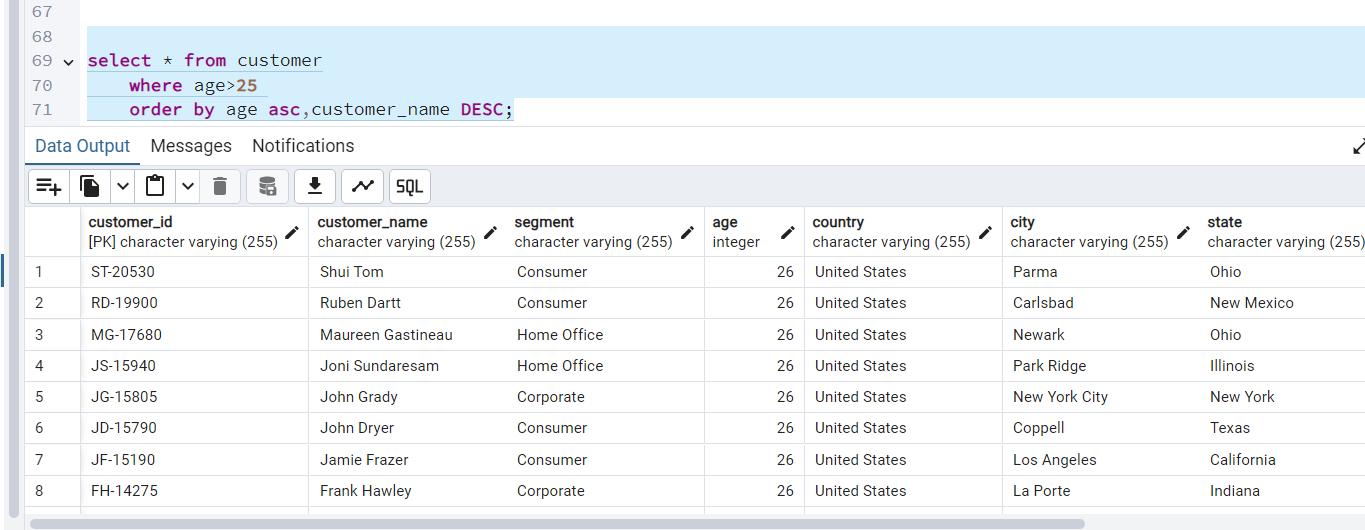 67
68
69 select * from customer
70 where age>25
71 order by age asc,customer_name DESC;
Data Output Messages Notifications
SQL
customer_id customer_name segment age country city state
[PK] character varying (255) character varying (255) character varying (255) integer character varying (255) character varying (255) character varying (255)
1 ST-20530 Shui Tom Consumer 26 United States Parma Ohio
2 RD-19900 Ruben Dartt Consumer 26 United States Carlsbad New Mexico
3 MG-17680 Maureen Gastineau Home Office 26 United States Newark Ohio
4 JS-15940 Joni Sundaresam Home Office 26 United States Park Ridge Illinois
5 JG-15805 John Grady Corporate 26 United States New York City New York
6 JD-15790 John Dryer Consumer 26 United States Coppell Texas
7 JF-15190 Jamie Frazer Consumer 26 United States Los Angeles California
8 FH-14275 Frank Hawley Corporate 26 United States La Porte Indiana